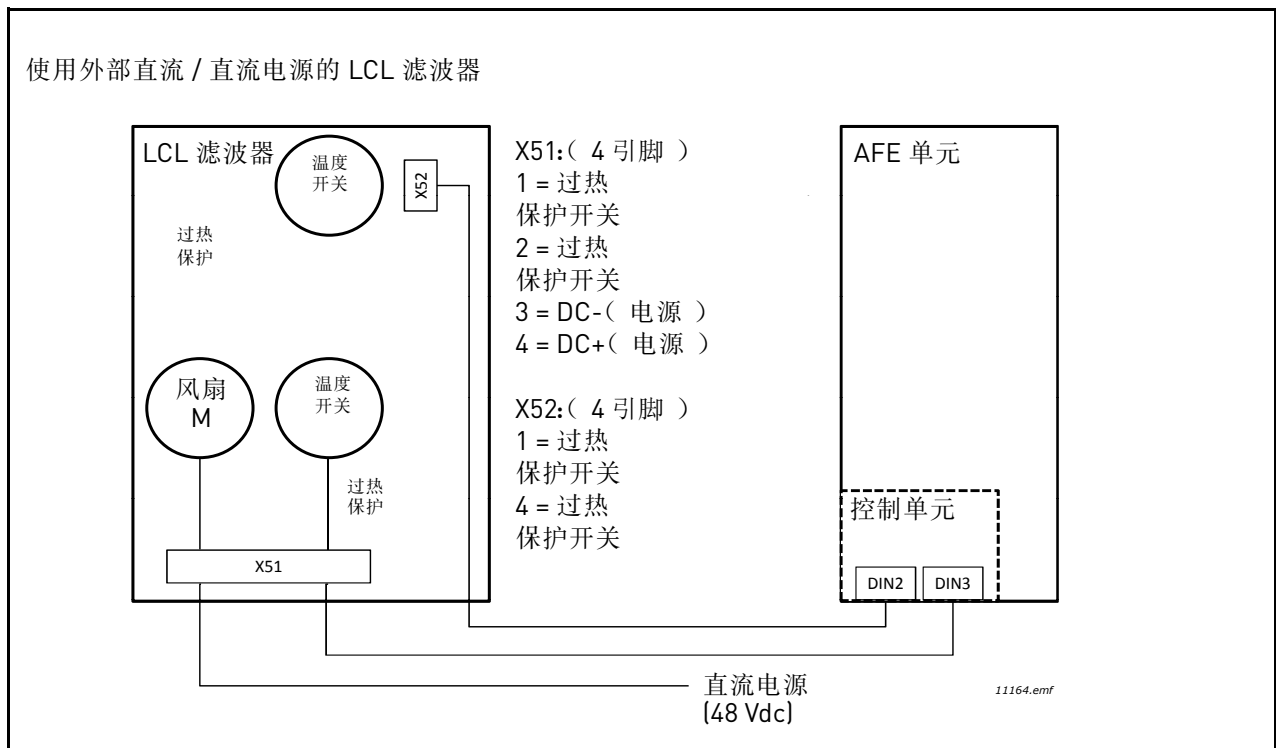 使用外部直流 / 直流电源的 LCL 滤波器
LCL 滤波器
温度
开关
X52
过热
保护
风扇
M
温度
开关
过热
保护
X51
X51:( 4 引脚 )
1 = 过热
保护开关
2 = 过热
保护开关
3 = DC-( 电源 )
4 = DC+( 电源 )
X52:( 4 引脚 )
1 = 过热
保护开关
4 = 过热
保护开关
AFE 单元
控制单元
DIN2
DIN3
直流电源
(48 Vdc)
11164.emf